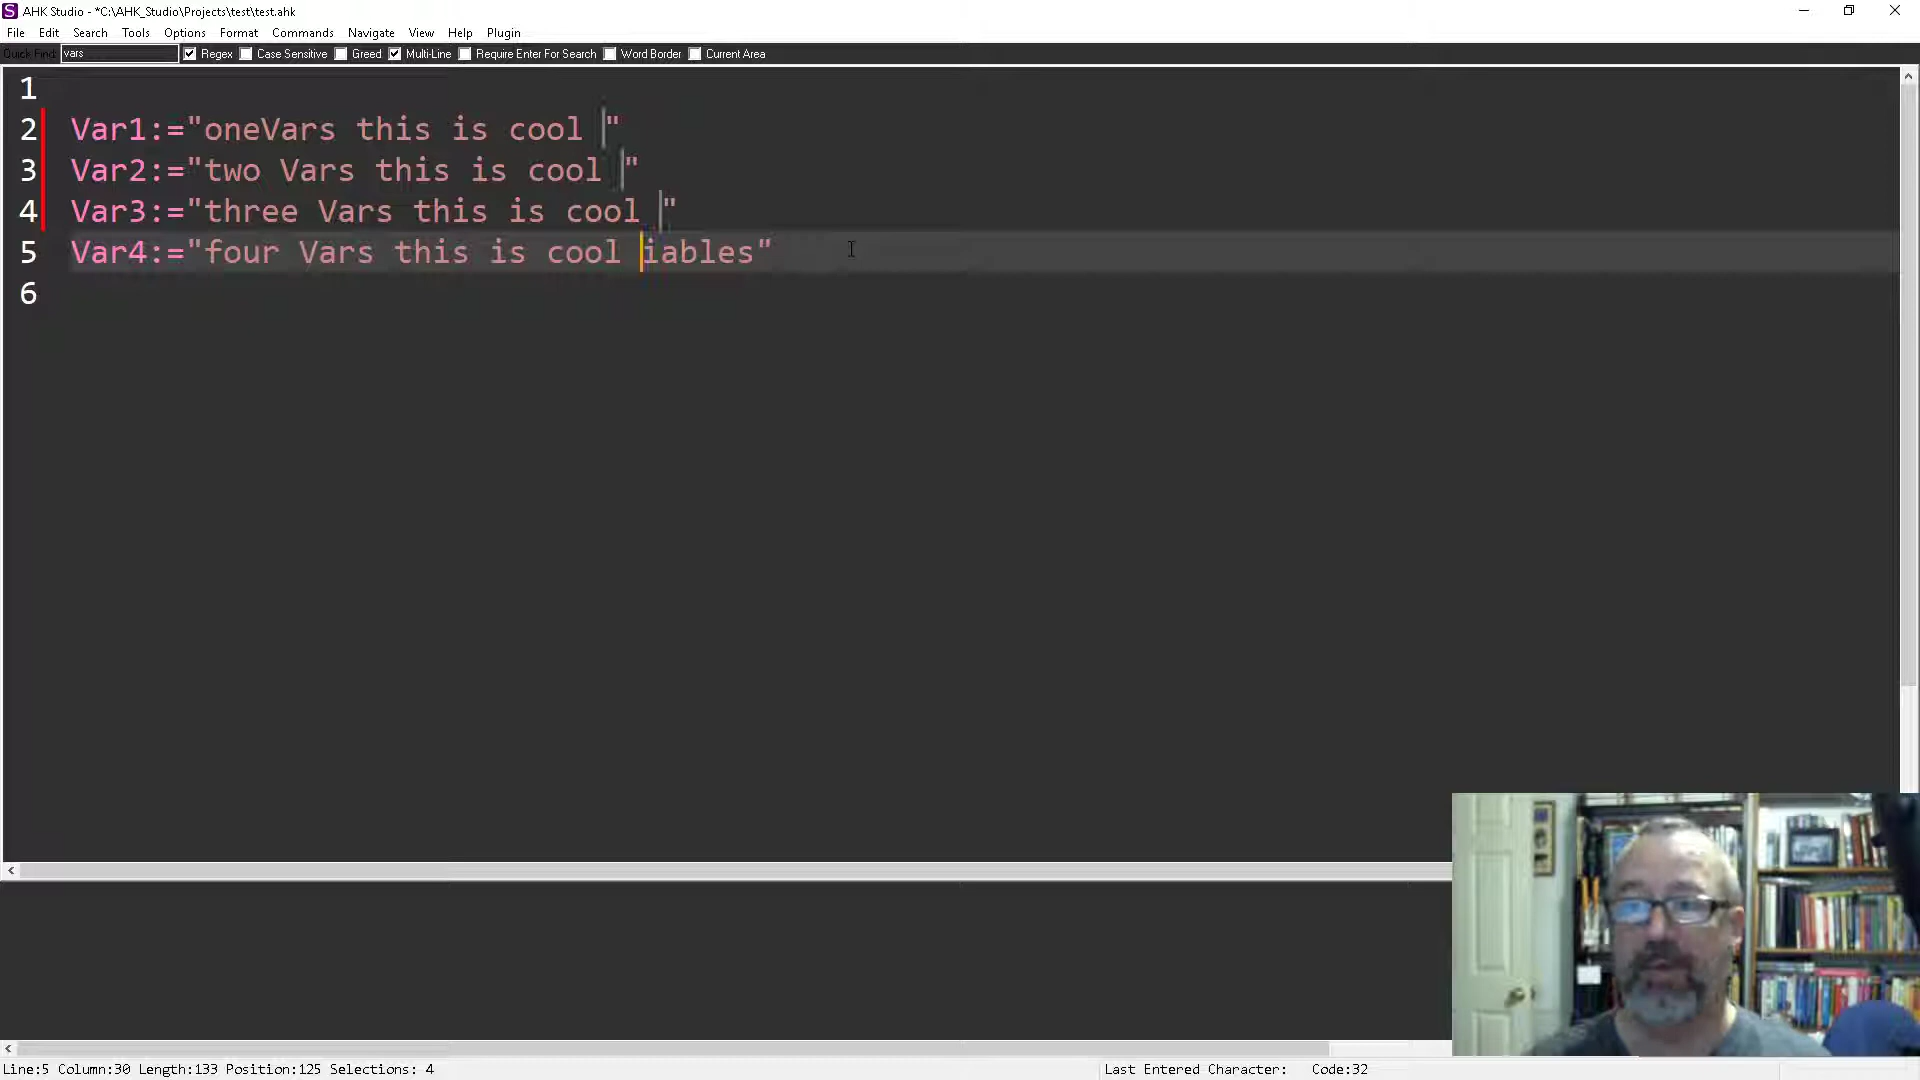 AHK Studio - *C:\AHK_Studio\Projects\test\test.ahk
File Edit Search Tools Options Format Commands Navigate View Help Plugin
Quick Find: vars Regex Case Sensitive Greed Multi-Line Require Enter For Search Word Border Current Area
1
2 Var1:="oneVars this is cool "
3 Var2:="two Vars this is cool "
4 Var3:="three Vars this is cool "
5 Var4:="four Vars this is cool iables"
6
Line:5 Column:30 Length:133 Position:125 Selections: 4 Last Entered Character: Code:32